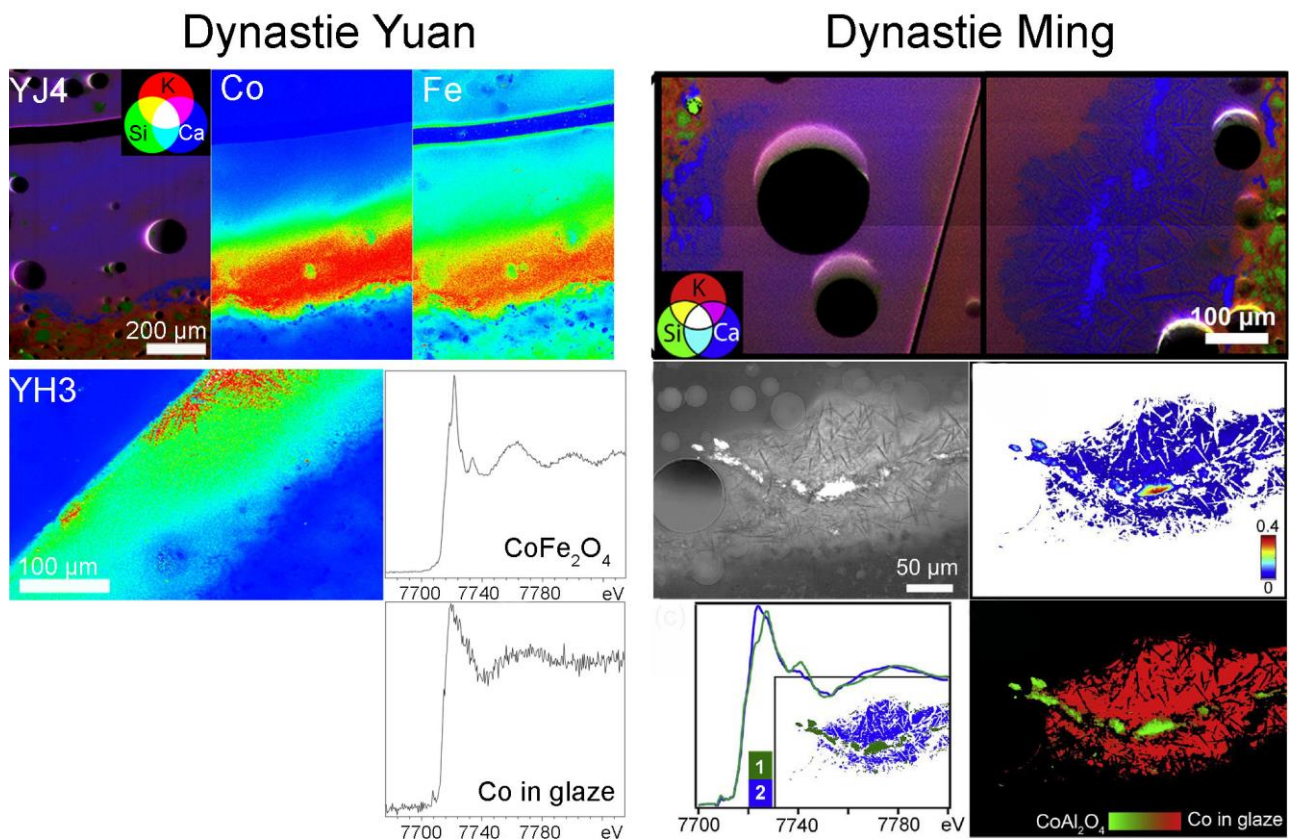 Dynastie Yuan
Dynastie Ming
YJ4
K
Si
Ca
Co
Fe
200 µm
K
Si
Ca
100 µm
YH3
100 µm
CoFe₂O₄
7700 7740 7780 eV
50 µm
0.4
0
Co in glaze
7700 7740 7780 eV
(c)
1
2
7700 7740 7780 eV
CoAl₂O₄ Co in glaze